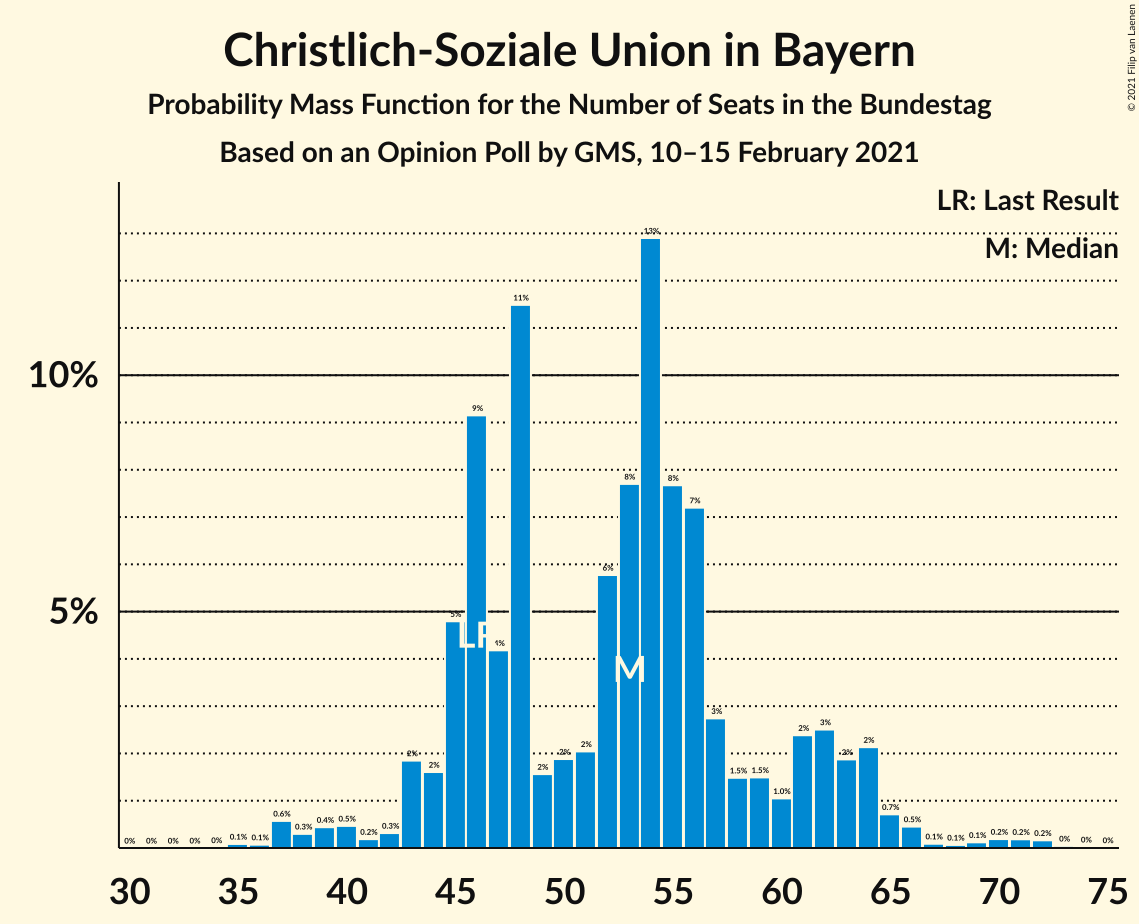 Christlich-Soziale Union in Bayern
Probability Mass Function for the Number of Seats in the Bundestag
Based on an Opinion Poll by GMS, 10–15 February 2021
© 2021 Filip van Laenen
LR: Last Result
M: Median
10%
5%
0% 0% 0% 0% 0% 0.1% 0.1% 0.6% 0.3% 0.4% 0.5% 0.2% 0.3% 2% 2% 5% 9% 4% 11% 2% 2% 2% 6% 8% 13% 8% 7% 3% 1.5% 1.5% 1.0% 2% 3% 2% 2% 0.7% 0.5% 0.1% 0.1% 0.1% 0.2% 0.2% 0.2% 0% 0% 0%
LR
M
30 35 40 45 50 55 60 65 70 75